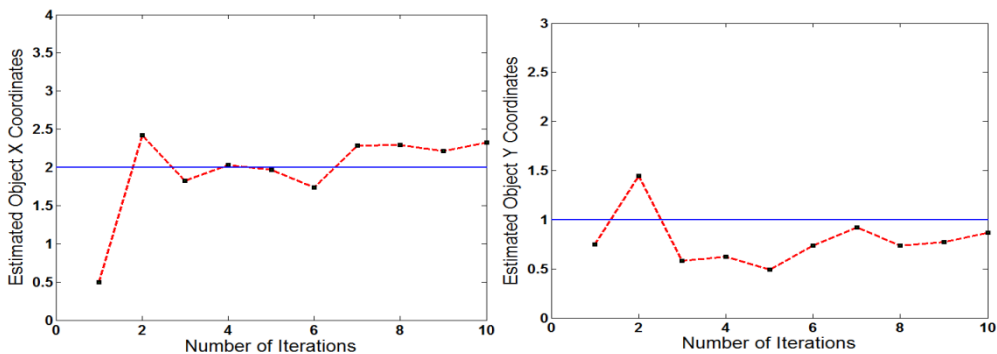 Estimated Object X Coordinates
4
3.5
3
2.5
2
1.5
1
0.5
0
0 2 4 6 8 10
Number of Iterations
Estimated Object Y Coordinates
3
2.5
2
1.5
1
0.5
0
0 2 4 6 8 10
Number of Iterations